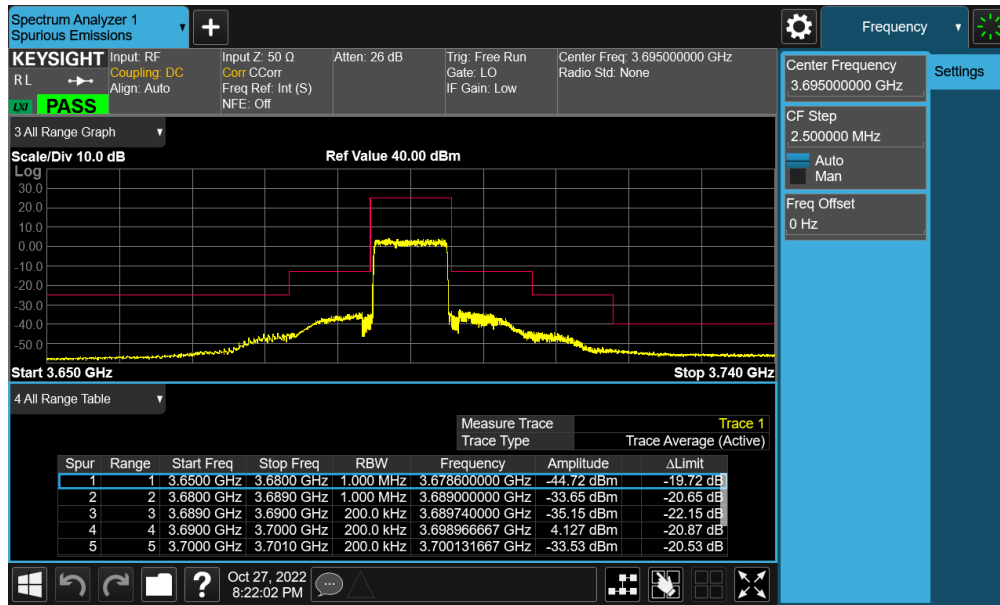 Spectrum Analyzer 1
Spurious Emissions
+
Frequency
KEYSIGHT
Input: RF
Input Z: 50 Ω
Atten: 26 dB
Trig: Free Run
Center Freq: 3.695000000 GHz
RL
Coupling: DC
Corr CCorr
Gate: LO
Radio Std: None
Align: Auto
Freq Ref: Int (S)
IF Gain: Low
LXI
PASS
NFE: Off
Center Frequency
3.695000000 GHz
Settings
CF Step
2.500000 MHz
Auto
Man
Freq Offset
0 Hz
3 All Range Graph
Scale/Div 10.0 dB
Ref Value 40.00 dBm
Log
30.0
20.0
10.0
0.00
-10.0
-20.0
-30.0
-40.0
-50.0
Start 3.650 GHz
Stop 3.740 GHz
4 All Range Table
Measure Trace Trace 1
Trace Type Trace Average (Active)
Spur Range Start Freq Stop Freq RBW Frequency Amplitude ΔLimit
1 1 3.6500 GHz 3.6800 GHz 1.000 MHz 3.678600000 GHz -44.72 dBm -19.72 dB
2 2 3.6800 GHz 3.6890 GHz 1.000 MHz 3.689000000 GHz -33.65 dBm -20.65 dB
3 3 3.6890 GHz 3.6900 GHz 200.0 kHz 3.689740000 GHz -35.15 dBm -22.15 dB
4 4 3.6900 GHz 3.7000 GHz 200.0 kHz 3.698966667 GHz 4.127 dBm -20.87 dB
5 5 3.7000 GHz 3.7010 GHz 200.0 kHz 3.700131667 GHz -33.53 dBm -20.53 dB
?
Oct 27, 2022
8:22:02 PM